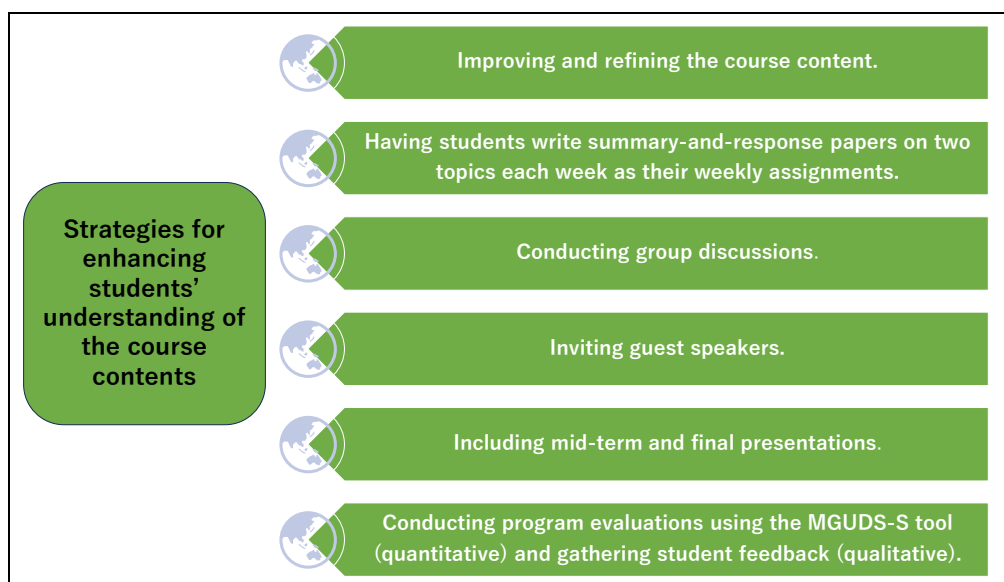 Strategies for
enhancing
students’
understanding of
the course
contents
Improving and refining the course content.
Having students write summary-and-response papers on two
topics each week as their weekly assignments.
Conducting group discussions.
Inviting guest speakers.
Including mid-term and final presentations.
Conducting program evaluations using the MGUDS-S tool
(quantitative) and gathering student feedback (qualitative).